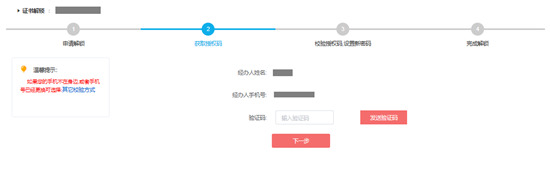 证书解锁：
1 2 3 4
申请解锁 获取授权码 校验授权码,设置新密码 完成解锁
温馨提示:
如果您的手机不在身边,或者手机
号已经更换可选择,其它校验方式
经办人姓名:
经办人手机号:
验证码: 输入验证码 发送验证码
下一步